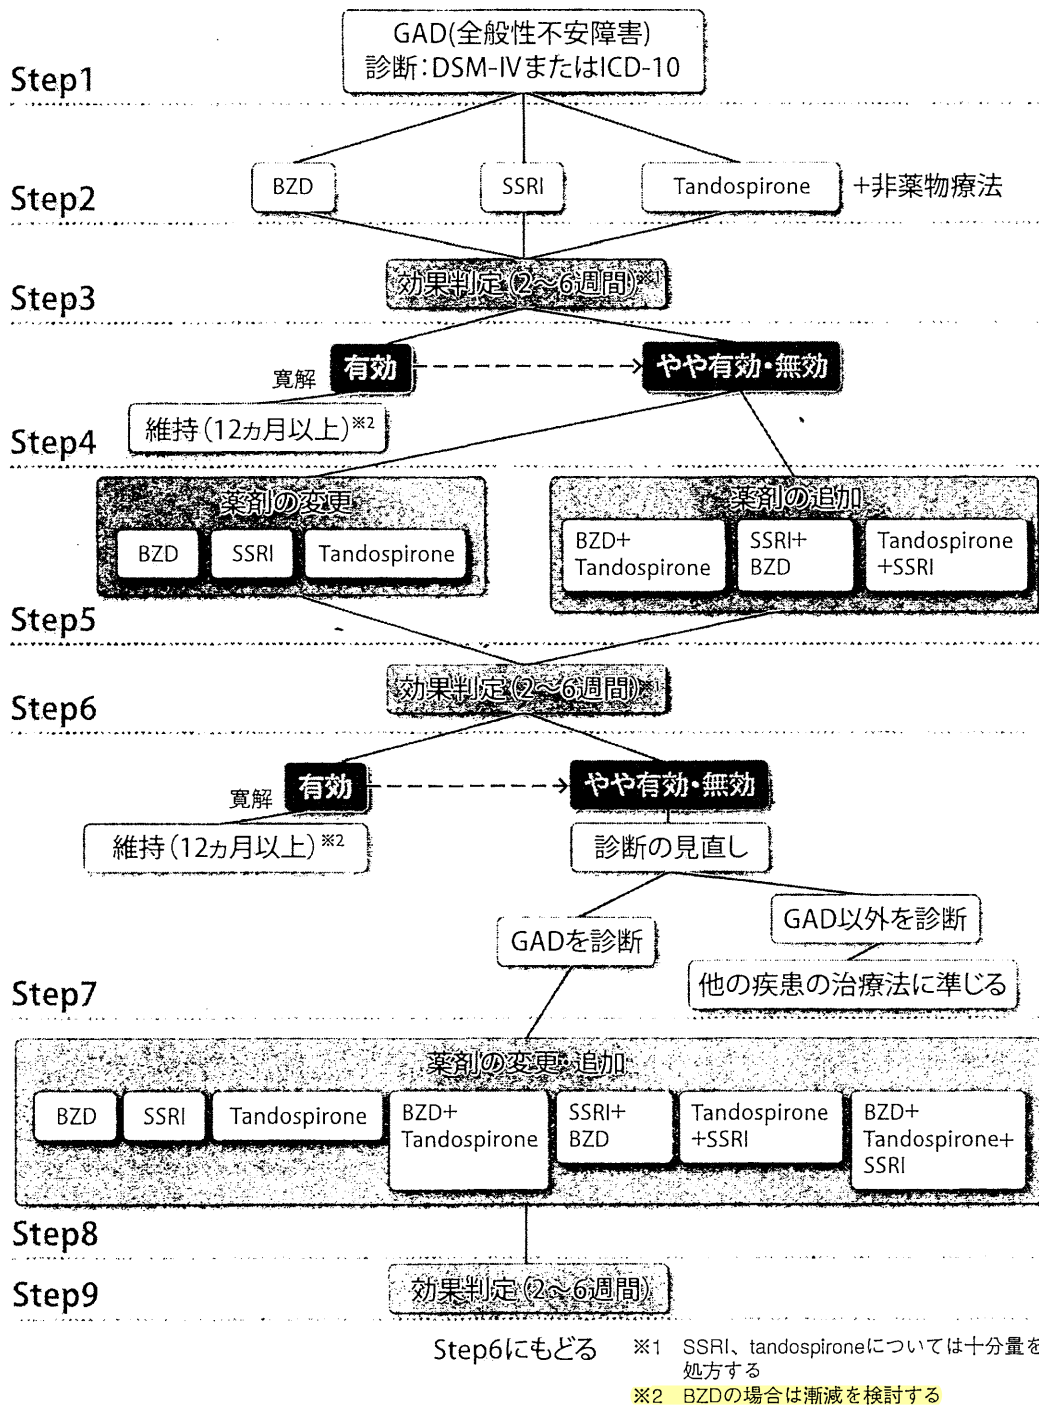 GAD(全般性不安障害)
診断:DSM-IVまたはICD-10
Step1
BZD
SSRI
Tandospirone
+非薬物療法
Step2
効果判定(2〜6週間)※1
Step3
有効
やや有効・無効
寛解
維持(12ヵ月以上)※2
Step4
薬剤の変更
BZD
SSRI
Tandospirone
薬剤の追加
BZD+
Tandospirone
SSRI+
BZD
Tandospirone
+SSRI
Step5
効果判定(2〜6週間)※1
Step6
有効
やや有効・無効
寛解
維持(12ヵ月以上)※2
診断の見直し
GADを診断
GAD以外を診断
他の疾患の治療法に準じる
Step7
薬剤の変更・追加
BZD
SSRI
Tandospirone
BZD+
Tandospirone
SSRI+
BZD
Tandospirone
+SSRI
BZD+
Tandospirone+
SSRI
Step8
効果判定(2〜6週間)
Step9
Step6にもどる
※1 SSRI、tandospironeについては十分量を
処方する
※2 BZDの場合は漸減を検討する